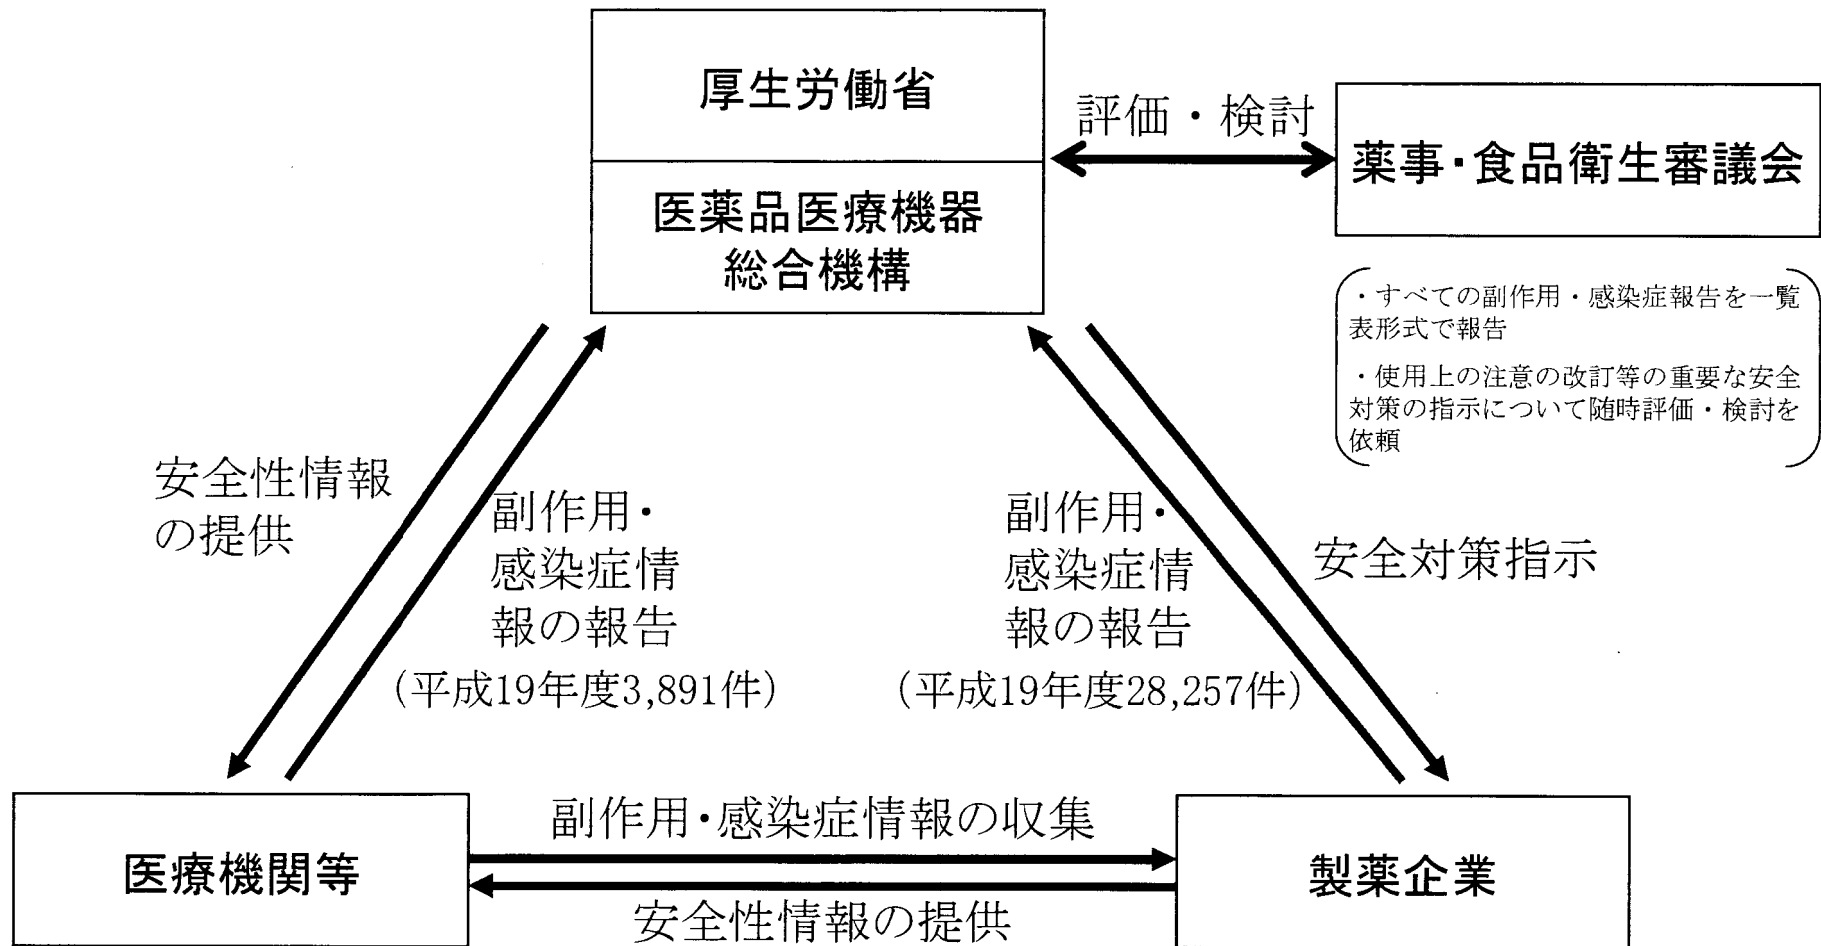 厚生労働省
医薬品医療機器
総合機構
評価・検討
薬事・食品衛生審議会
・すべての副作用・感染症報告を一覧
表形式で報告
・使用上の注意の改訂等の重要な安全
対策の指示について随時評価・検討を
依頼
安全性情報
の提供
副作用・
感染症情
報の報告
（平成19年度3,891件）
副作用・
感染症情
報の報告
（平成19年度28,257件）
安全対策指示
医療機関等
副作用・感染症情報の収集
安全性情報の提供
製薬企業